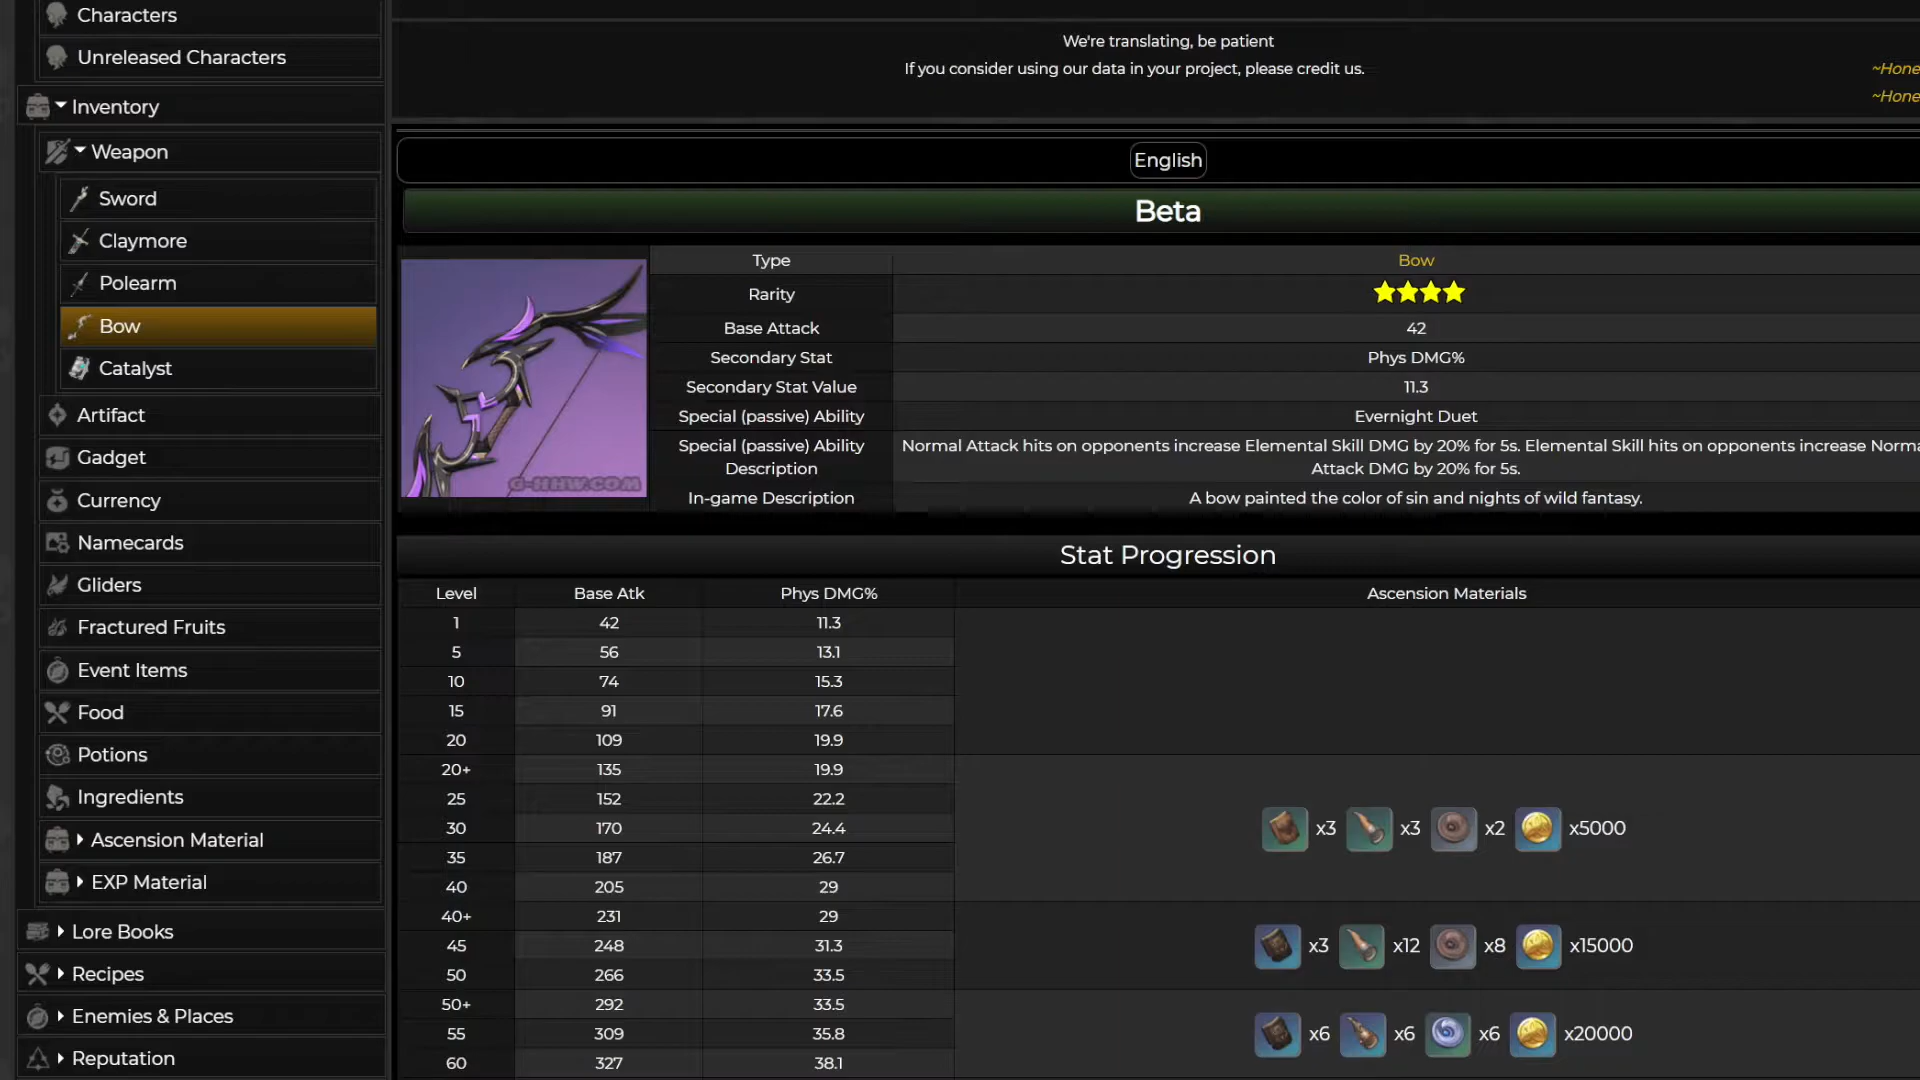 Characters
Unreleased Characters
Inventory
Weapon
Sword
Claymore
Polearm
Bow
Catalyst
Artifact
Gadget
Currency
Namecards
Gliders
Fractured Fruits
Event Items
Food
Potions
Ingredients
Ascension Material
EXP Material
Lore Books
Recipes
Enemies & Places
Reputation
We're translating, be patient
If you consider using our data in your project, please credit us.
~Hone
~Hone
English
Beta
G-HHW.COM
Type Bow
Rarity
Base Attack 42
Secondary Stat Phys DMG%
Secondary Stat Value 11.3
Special (passive) Ability Evernight Duet
Special (passive) Ability Normal Attack hits on opponents increase Elemental Skill DMG by 20% for 5s. Elemental Skill hits on opponents increase Norma
Description Attack DMG by 20% for 5s.
In-game Description A bow painted the color of sin and nights of wild fantasy.
Stat Progression
Level Base Atk Phys DMG% Ascension Materials
1 42 11.3
5 56 13.1
10 74 15.3
15 91 17.6
20 109 19.9
20+ 135 19.9
25 152 22.2
30 170 24.4 x3 x3 x2 x5000
35 187 26.7
40 205 29
40+ 231 29
45 248 31.3 x3 x12 x8 x15000
50 266 33.5
50+ 292 33.5
55 309 35.8 x6 x6 x6 x20000
60 327 38.1